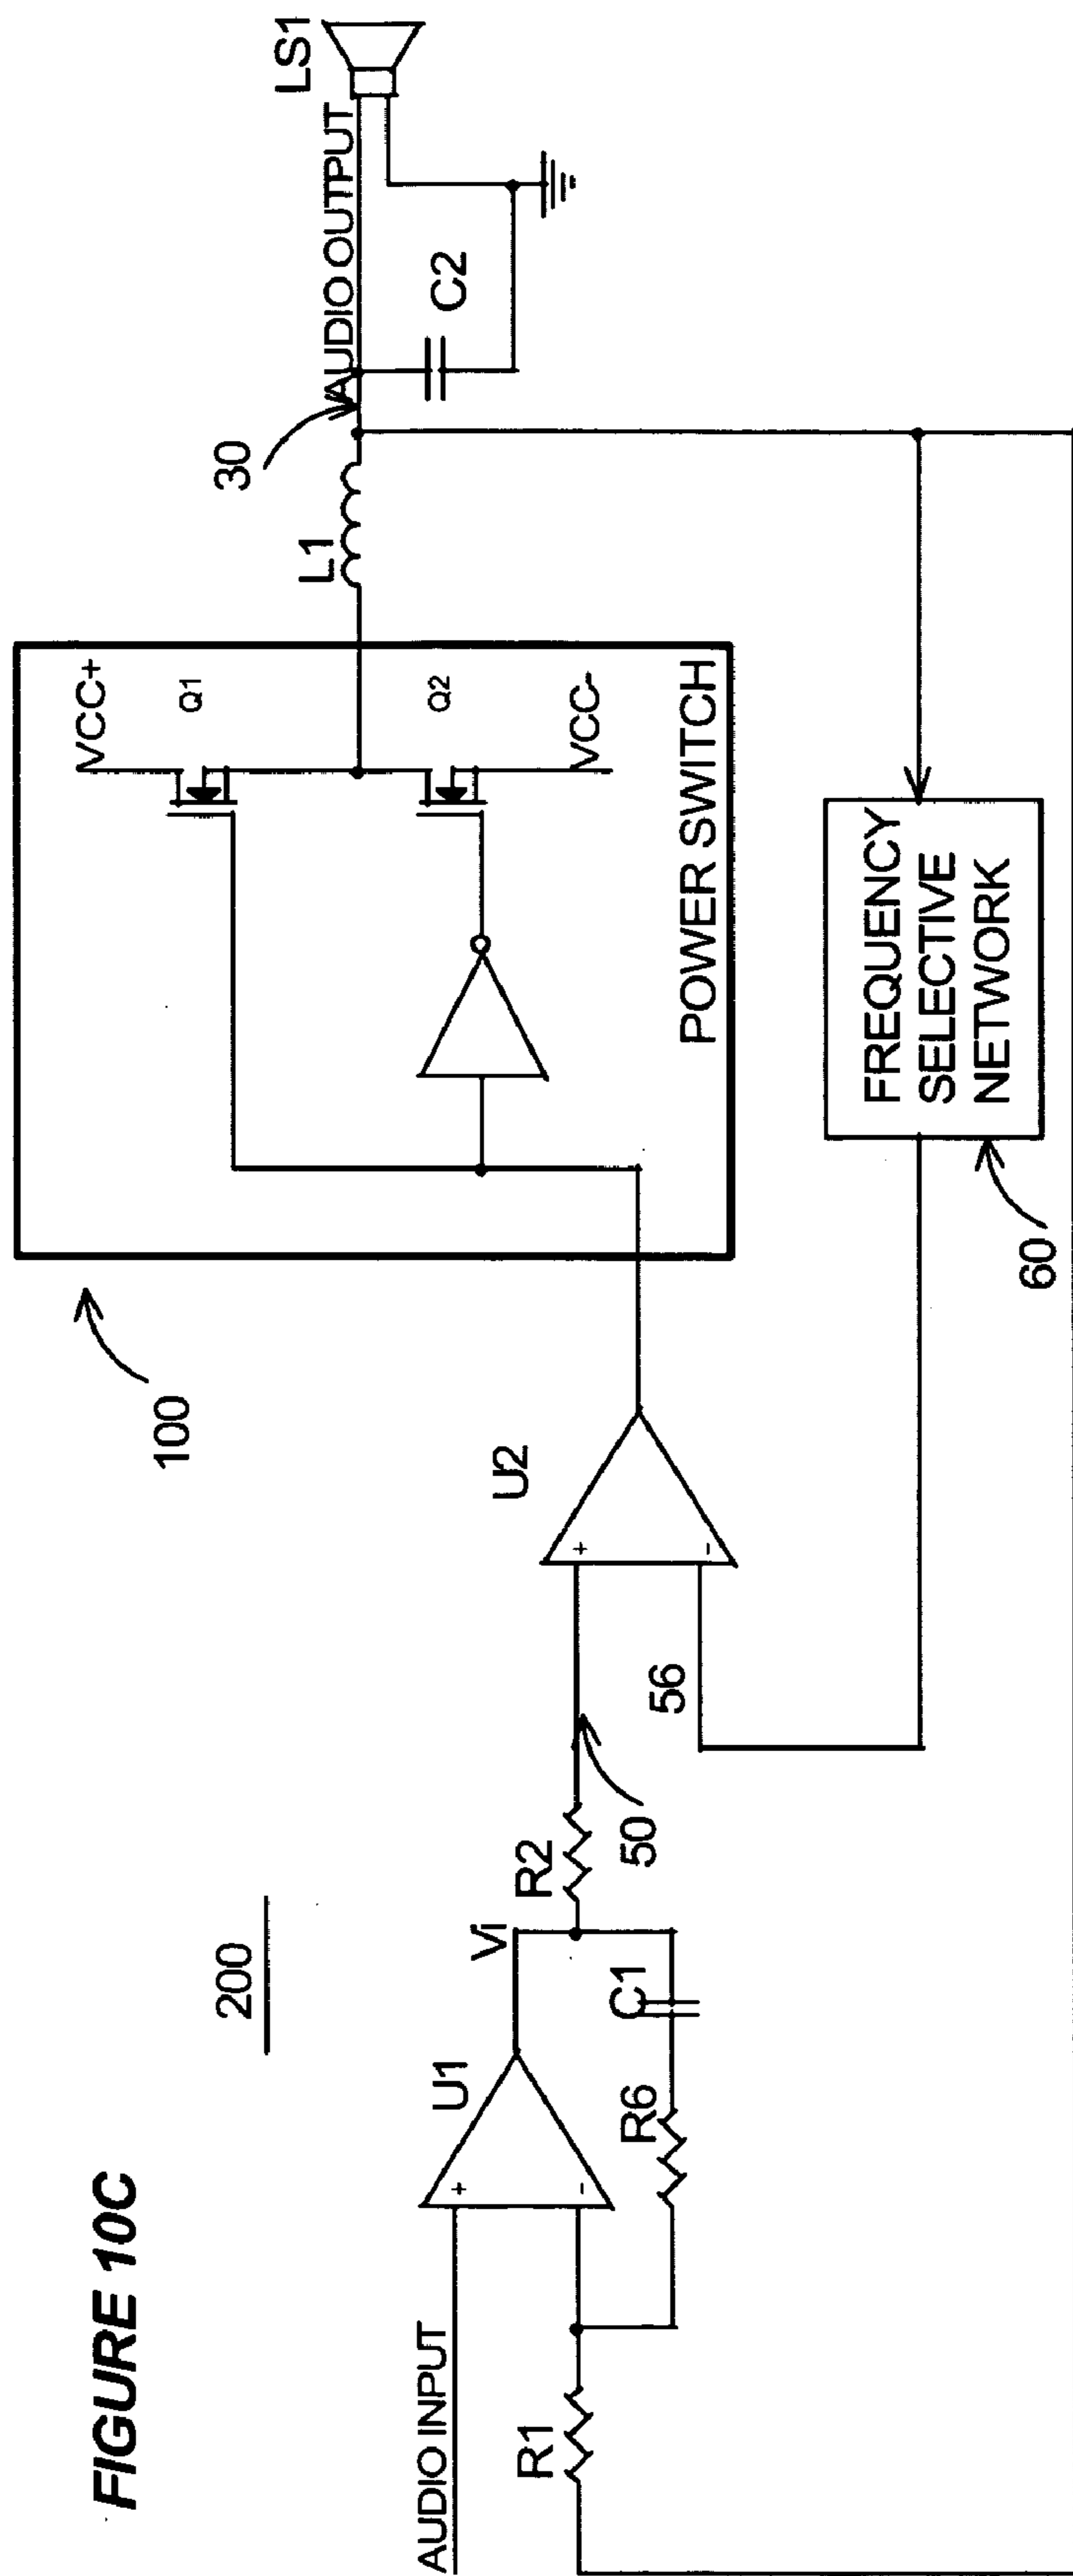 FIGURE 10C
200
AUDIO INPUT
R1
U1
+
-
R6
C1
Vi
R2
50
56
U2
+
-
100
VCC+
Q1
Q2
VCC-
POWER SWITCH
L1
30
AUDIO OUTPUT
C2
LS1
FREQUENCY
SELECTIVE
NETWORK
60